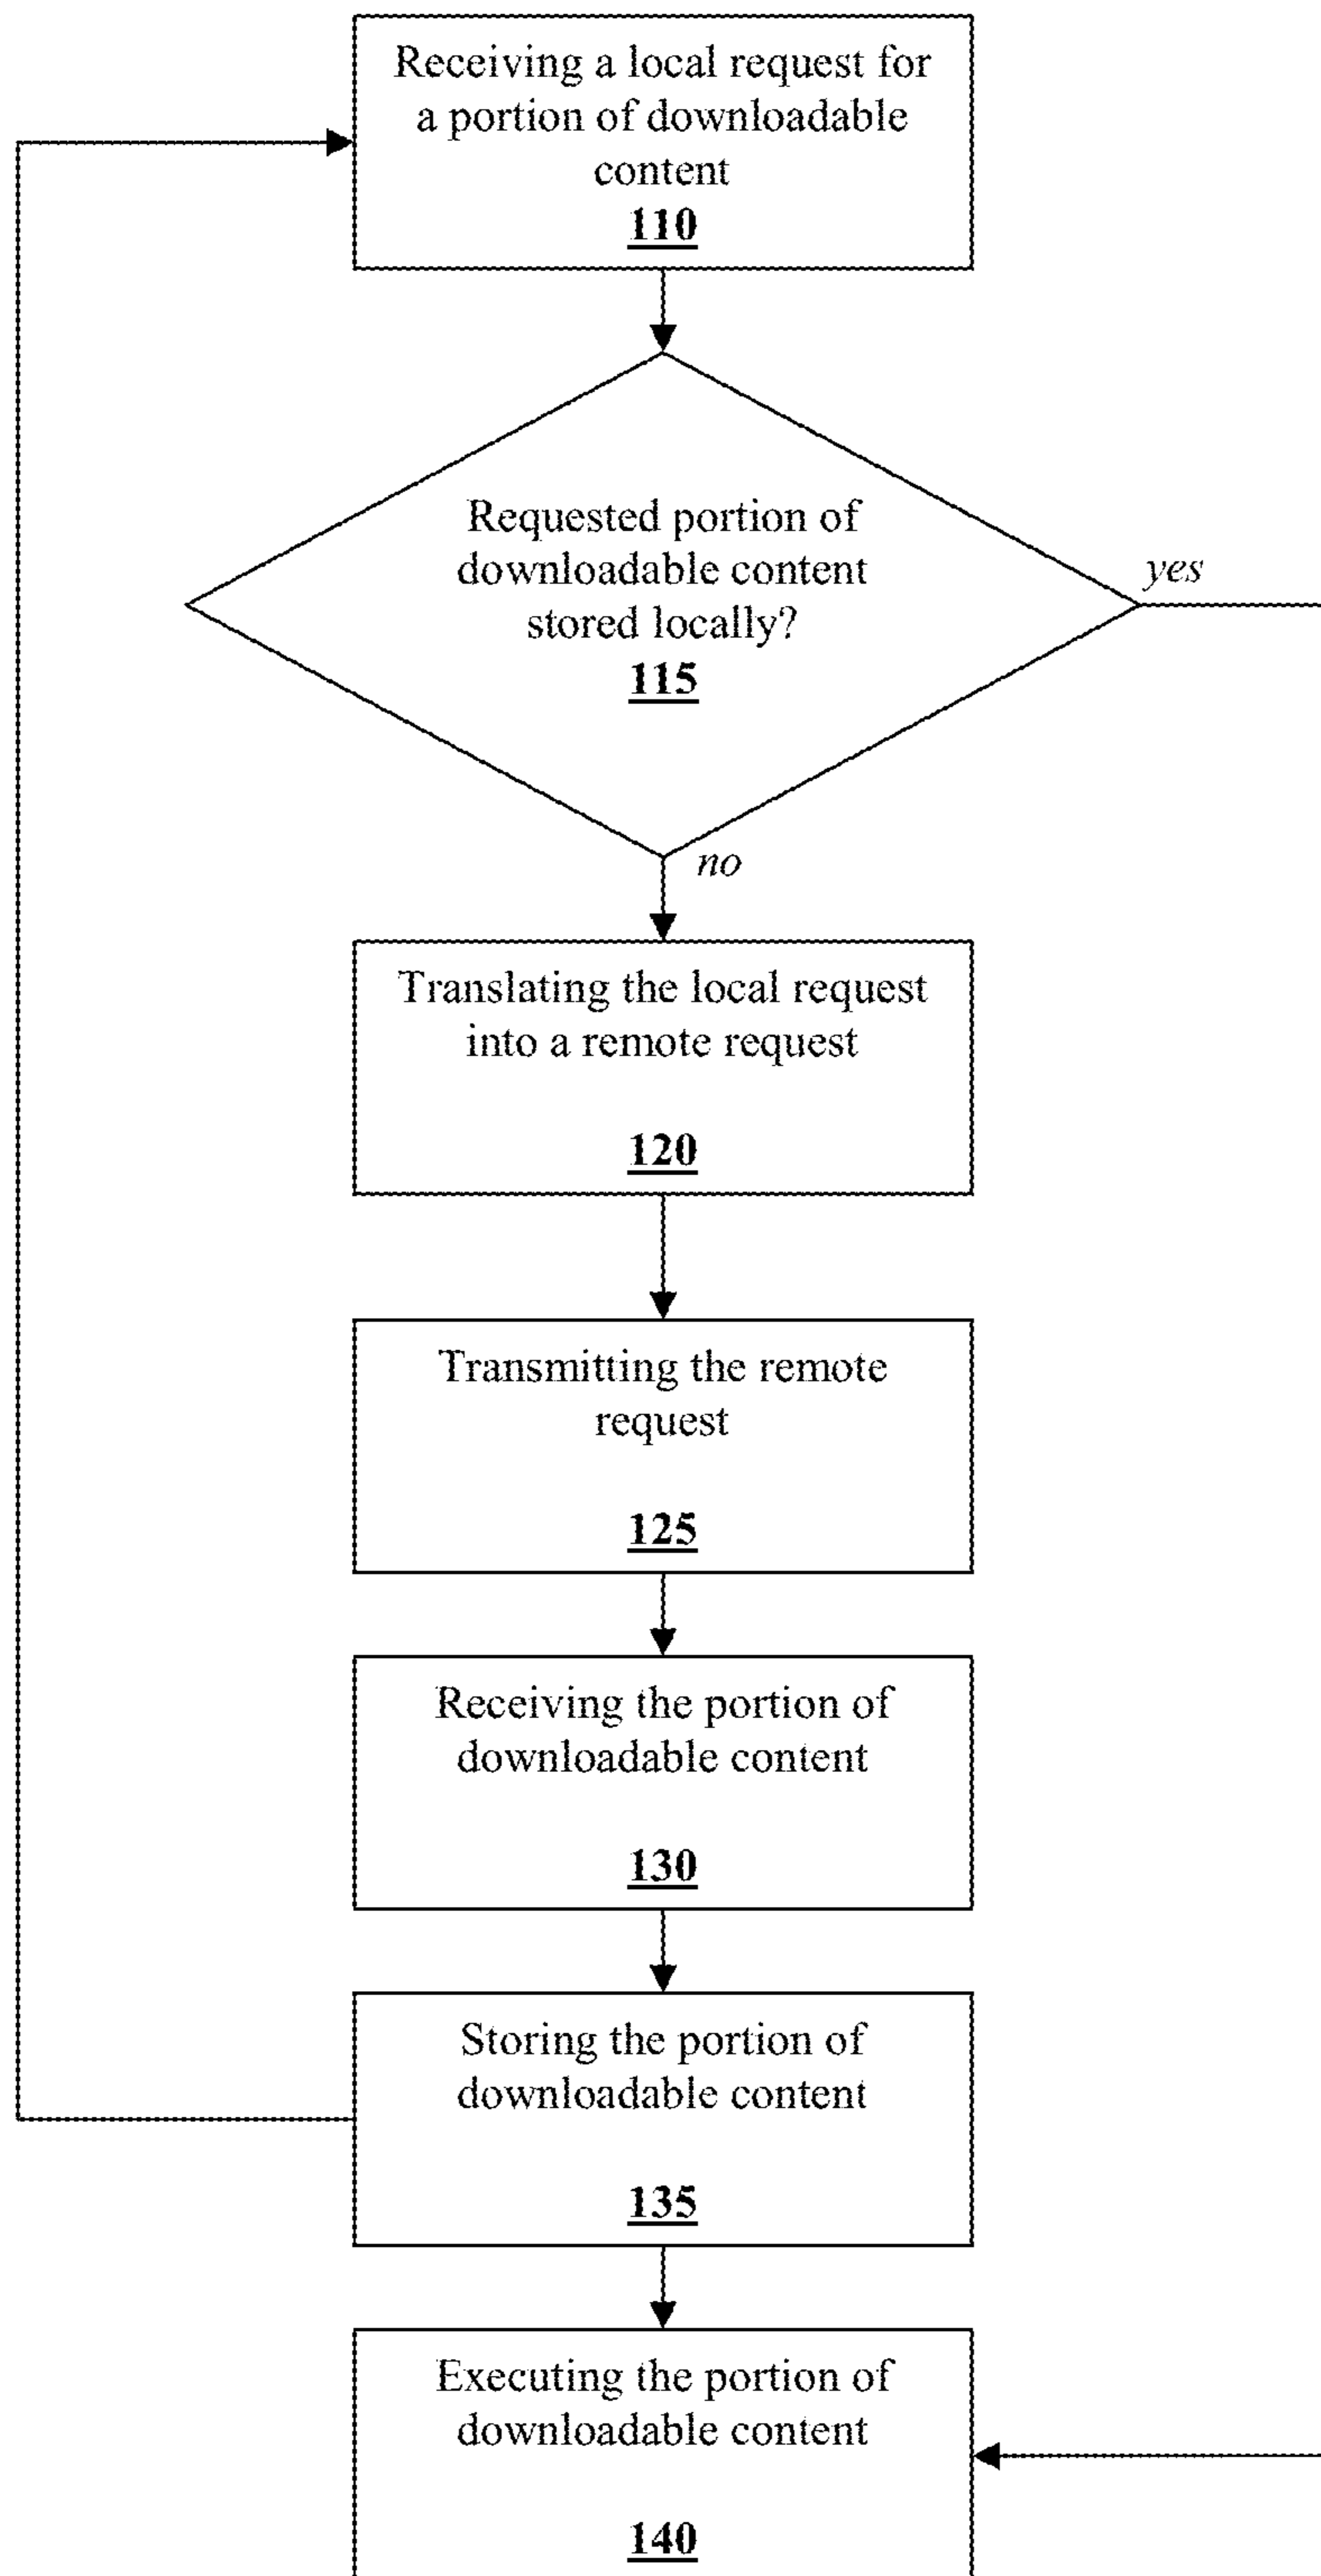 Receiving a local request for
a portion of downloadable
content
110
Requested portion of
downloadable content
stored locally?
115
yes
no
Translating the local request
into a remote request
120
Transmitting the remote
request
125
Receiving the portion of
downloadable content
130
Storing the portion of
downloadable content
135
Executing the portion of
downloadable content
140